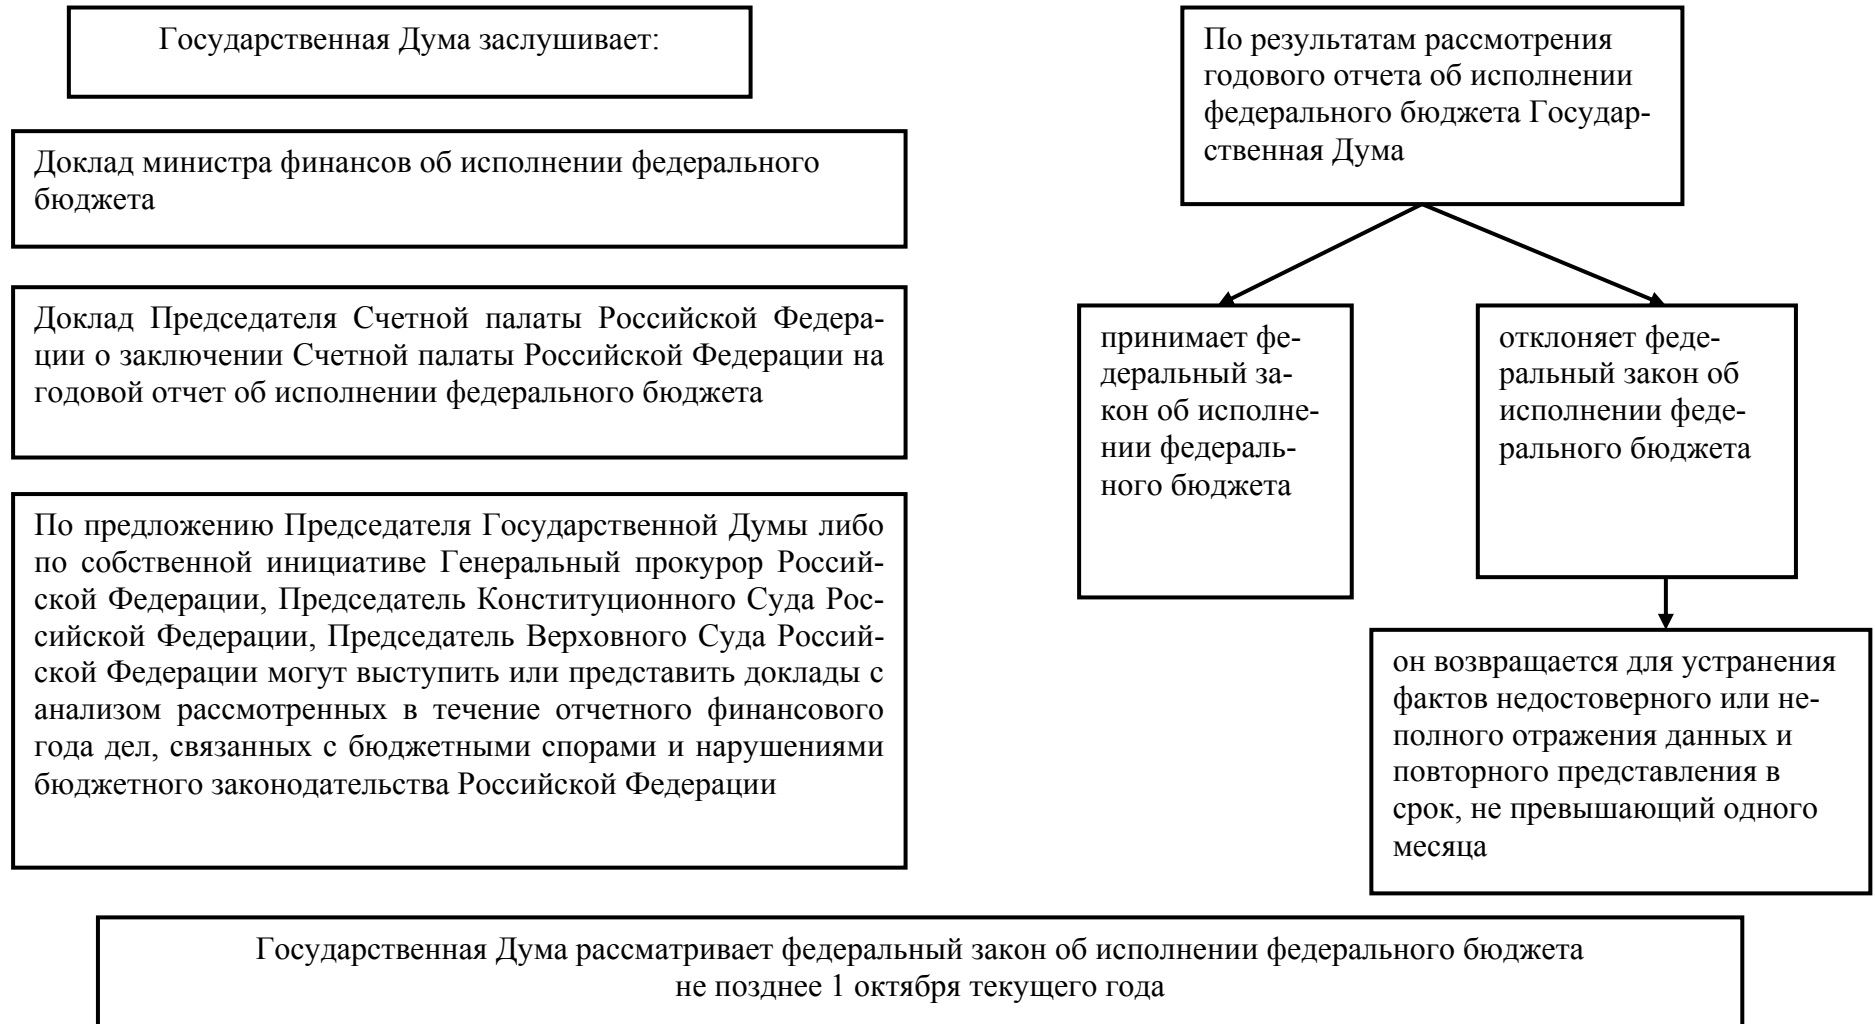 Государственная Дума заслушивает:
Доклад министра финансов об исполнении федерального
бюджета
Доклад Председателя Счетной палаты Российской Федера-
ции о заключении Счетной палаты Российской Федерации на
годовой отчет об исполнении федерального бюджета
По предложению Председателя Государственной Думы либо
по собственной инициативе Генеральный прокурор Россий-
ской Федерации, Председатель Конституционного Суда Рос-
сийской Федерации, Председатель Верховного Суда Россий-
ской Федерации могут выступить или представить доклады с
анализом рассмотренных в течение отчетного финансового
года дел, связанных с бюджетными спорами и нарушениями
бюджетного законодательства Российской Федерации
По результатам рассмотрения
годового отчета об исполнении
федерального бюджета Государ-
ственная Дума
принимает фе-
деральный за-
кон об исполне-
нии федераль-
ного бюджета
отклоняет феде-
ральный закон об
исполнении феде-
рального бюджета
он возвращается для устранения
фактов недостоверного или не-
полного отражения данных и
повторного представления в
срок, не превышающий одного
месяца
Государственная Дума рассматривает федеральный закон об исполнении федерального бюджета
не позднее 1 октября текущего года